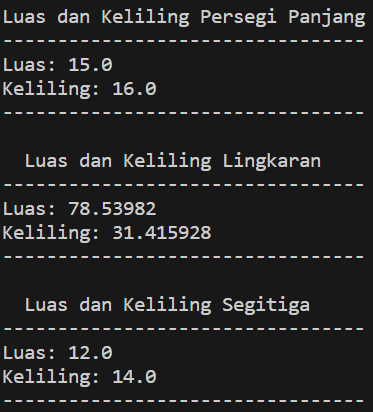 Luas dan Keliling Persegi Panjang
---------------------------------
Luas: 15.0
Keliling: 16.0
---------------------------------

  Luas dan Keliling Lingkaran
---------------------------------
Luas: 78.53982
Keliling: 31.415928
---------------------------------

  Luas dan Keliling Segitiga
---------------------------------
Luas: 12.0
Keliling: 14.0
---------------------------------